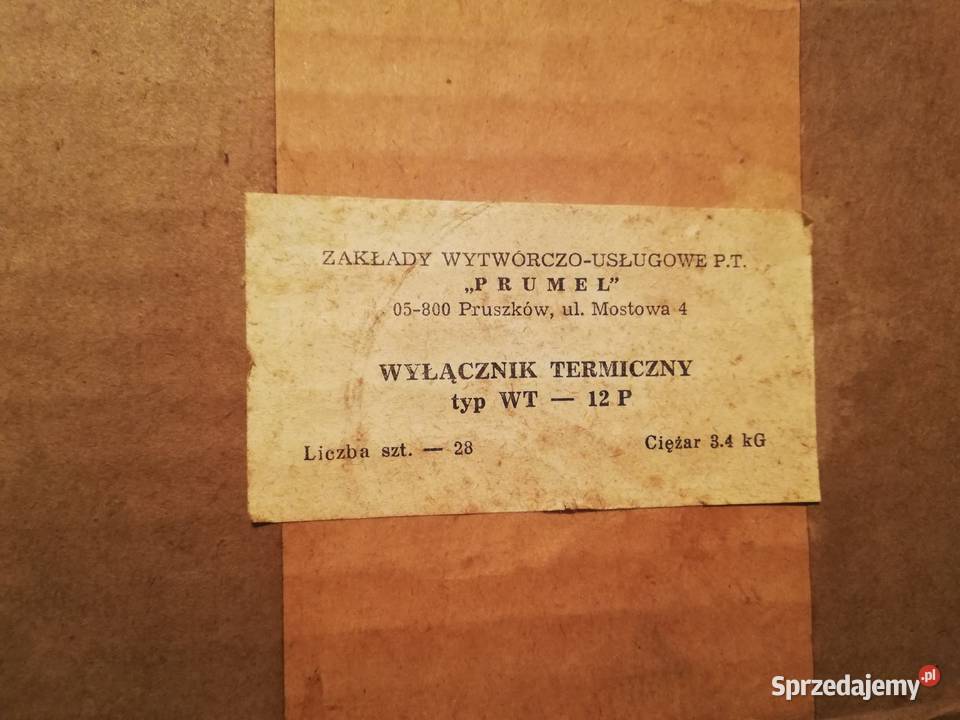 ZAKŁADY WYTWÓRCZO-USŁUGOWE P.T.
„PRUMEL”
05-800 Pruszków, ul. Mostowa 4
WYŁĄCZNIK TERMICZNY
typ WT — 12 P
Liczba szt. — 28
Ciężar 3.4 kG
Sprzedajemy.pl